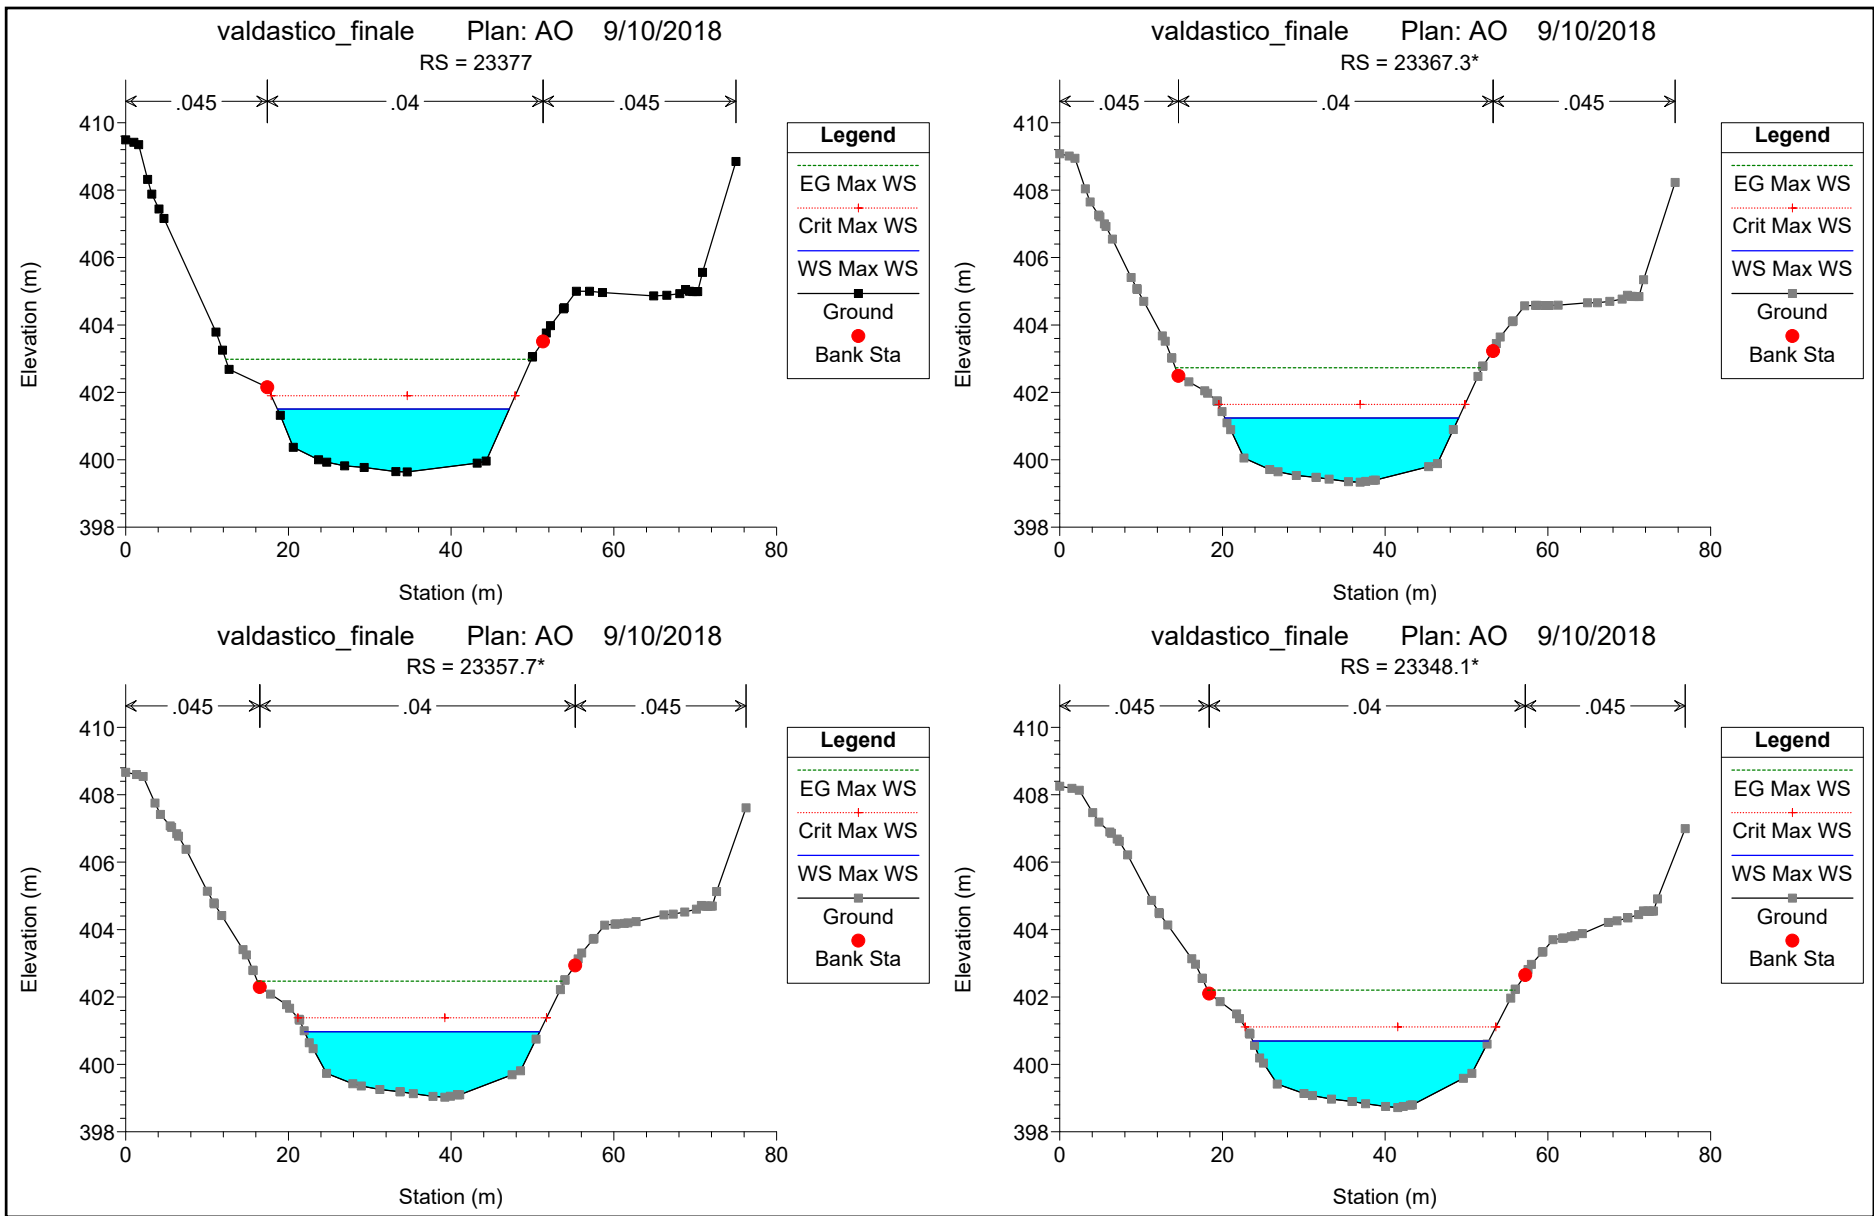 valdastico_finale Plan: AO 9/10/2018
RS = 23377
.045 .04 .045
410
408
406
404
402
400
398
Elevation (m)
0 20 40 60 80
Station (m)
Legend
EG Max WS
Crit Max WS
WS Max WS
Ground
Bank Sta
valdastico_finale Plan: AO 9/10/2018
RS = 23367.3*
.045 .04 .045
410
408
406
404
402
400
398
Elevation (m)
0 20 40 60 80
Station (m)
Legend
EG Max WS
Crit Max WS
WS Max WS
Ground
Bank Sta
valdastico_finale Plan: AO 9/10/2018
RS = 23357.7*
.045 .04 .045
410
408
406
404
402
400
398
Elevation (m)
0 20 40 60 80
Station (m)
Legend
EG Max WS
Crit Max WS
WS Max WS
Ground
Bank Sta
valdastico_finale Plan: AO 9/10/2018
RS = 23348.1*
.045 .04 .045
410
408
406
404
402
400
398
Elevation (m)
0 20 40 60 80
Station (m)
Legend
EG Max WS
Crit Max WS
WS Max WS
Ground
Bank Sta